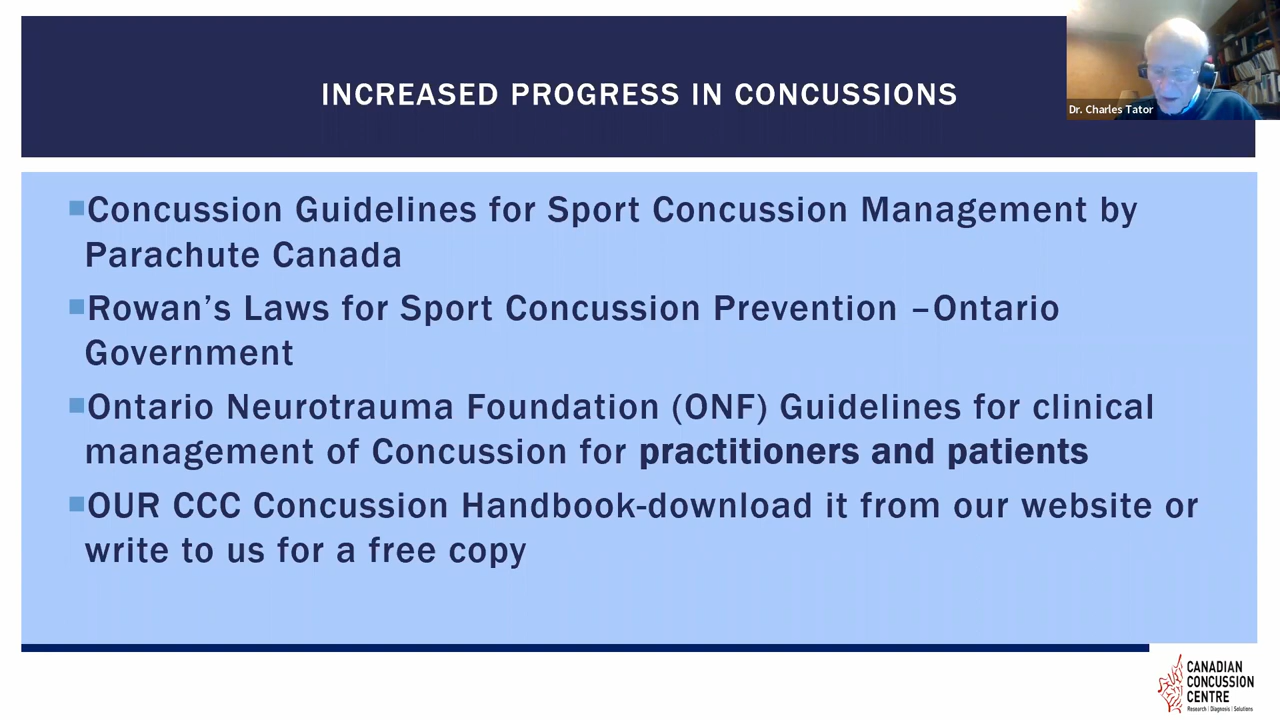 INCREASED PROGRESS IN CONCUSSIONS
Dr. Charles Tator
Concussion Guidelines for Sport Concussion Management by
Parachute Canada
Rowan’s Laws for Sport Concussion Prevention –Ontario
Government
Ontario Neurotrauma Foundation (ONF) Guidelines for clinical
management of Concussion for practitioners and patients
OUR CCC Concussion Handbook-download it from our website or
write to us for a free copy
CANADIAN
CONCUSSION
CENTRE
Research | Diagnosis | Solutions